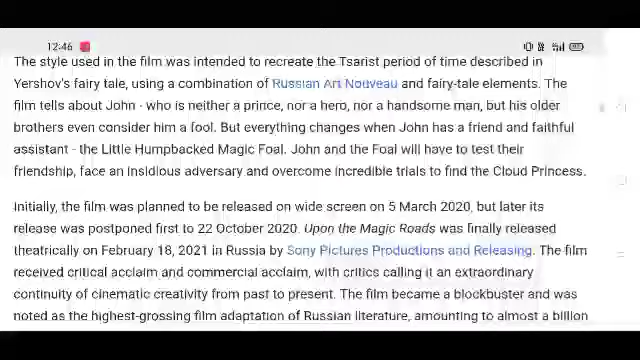 12:46
The style used in the film was intended to recreate the Tsarist period of time described in
Yershov's fairy tale, using a combination of Russian Art Nouveau and fairy-tale elements. The
film tells about John - who is neither a prince, nor a hero, nor a handsome man, but his older
brothers even consider him a fool. But everything changes when John has a friend and faithful
assistant - the Little Humpbacked Magic Foal. John and the Foal will have to test their
friendship, face an insidious adversary and overcome incredible trials to find the Cloud Princess.
Initially, the film was planned to be released on wide screen on 5 March 2020, but later its
release was postponed first to 22 October 2020. Upon the Magic Roads was finally released
theatrically on February 18, 2021 in Russia by Sony Pictures Productions and Releasing. The film
received critical acclaim and commercial acclaim, with critics calling it an extraordinary
continuity of cinematic creativity from past to present. The film became a blockbuster and was
noted as the highest-grossing film adaptation of Russian literature, amounting to almost a billion